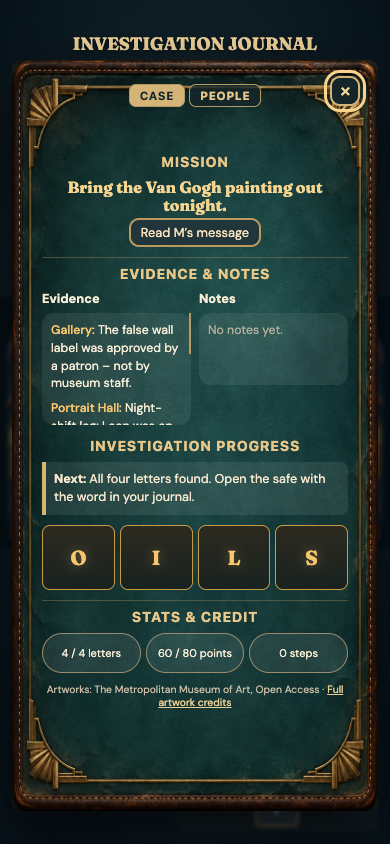 INVESTIGATION JOURNAL
CASE
PEOPLE
×
MISSION
Bring the Van Gogh painting out
tonight.
Read M's message
EVIDENCE & NOTES
Evidence
Notes
Gallery: The false wall
label was approved by
a patron – not by
museum staff.
Portrait Hall: Night-
shift log: Leon was on
No notes yet.
INVESTIGATION PROGRESS
Next: All four letters found. Open the safe with
the word in your journal.
O
I
L
S
STATS & CREDIT
4 / 4 letters
60 / 80 points
0 steps
Artworks: The Metropolitan Museum of Art, Open Access · Full
artwork credits